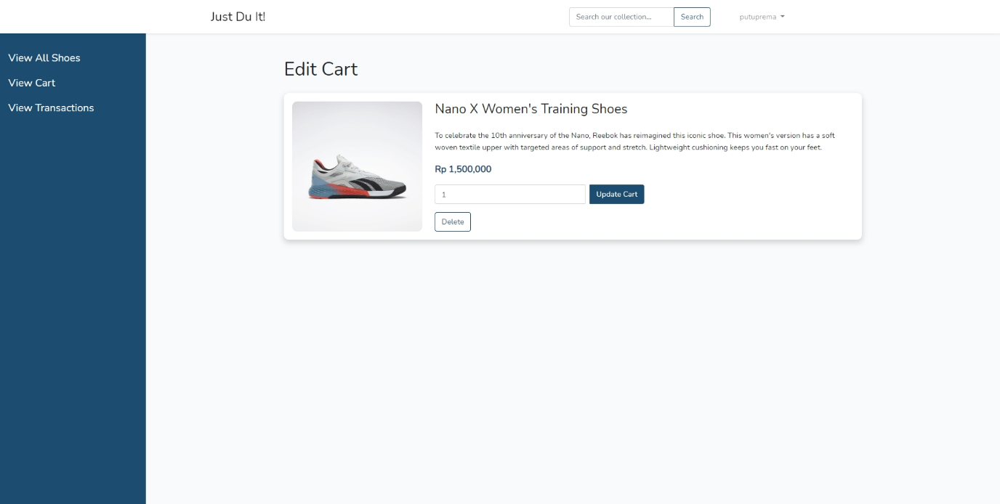 Just Du It!
Search our collection...
Search
putuprema
View All Shoes
View Cart
View Transactions
Edit Cart
Nano X Women's Training Shoes
To celebrate the 10th anniversary of the Nano, Reebok has reimagined this iconic shoe. This women's version has a soft
woven textile upper with targeted areas of support and stretch. Lightweight cushioning keeps you fast on your feet.
Rp 1,500,000
1
Update Cart
Delete